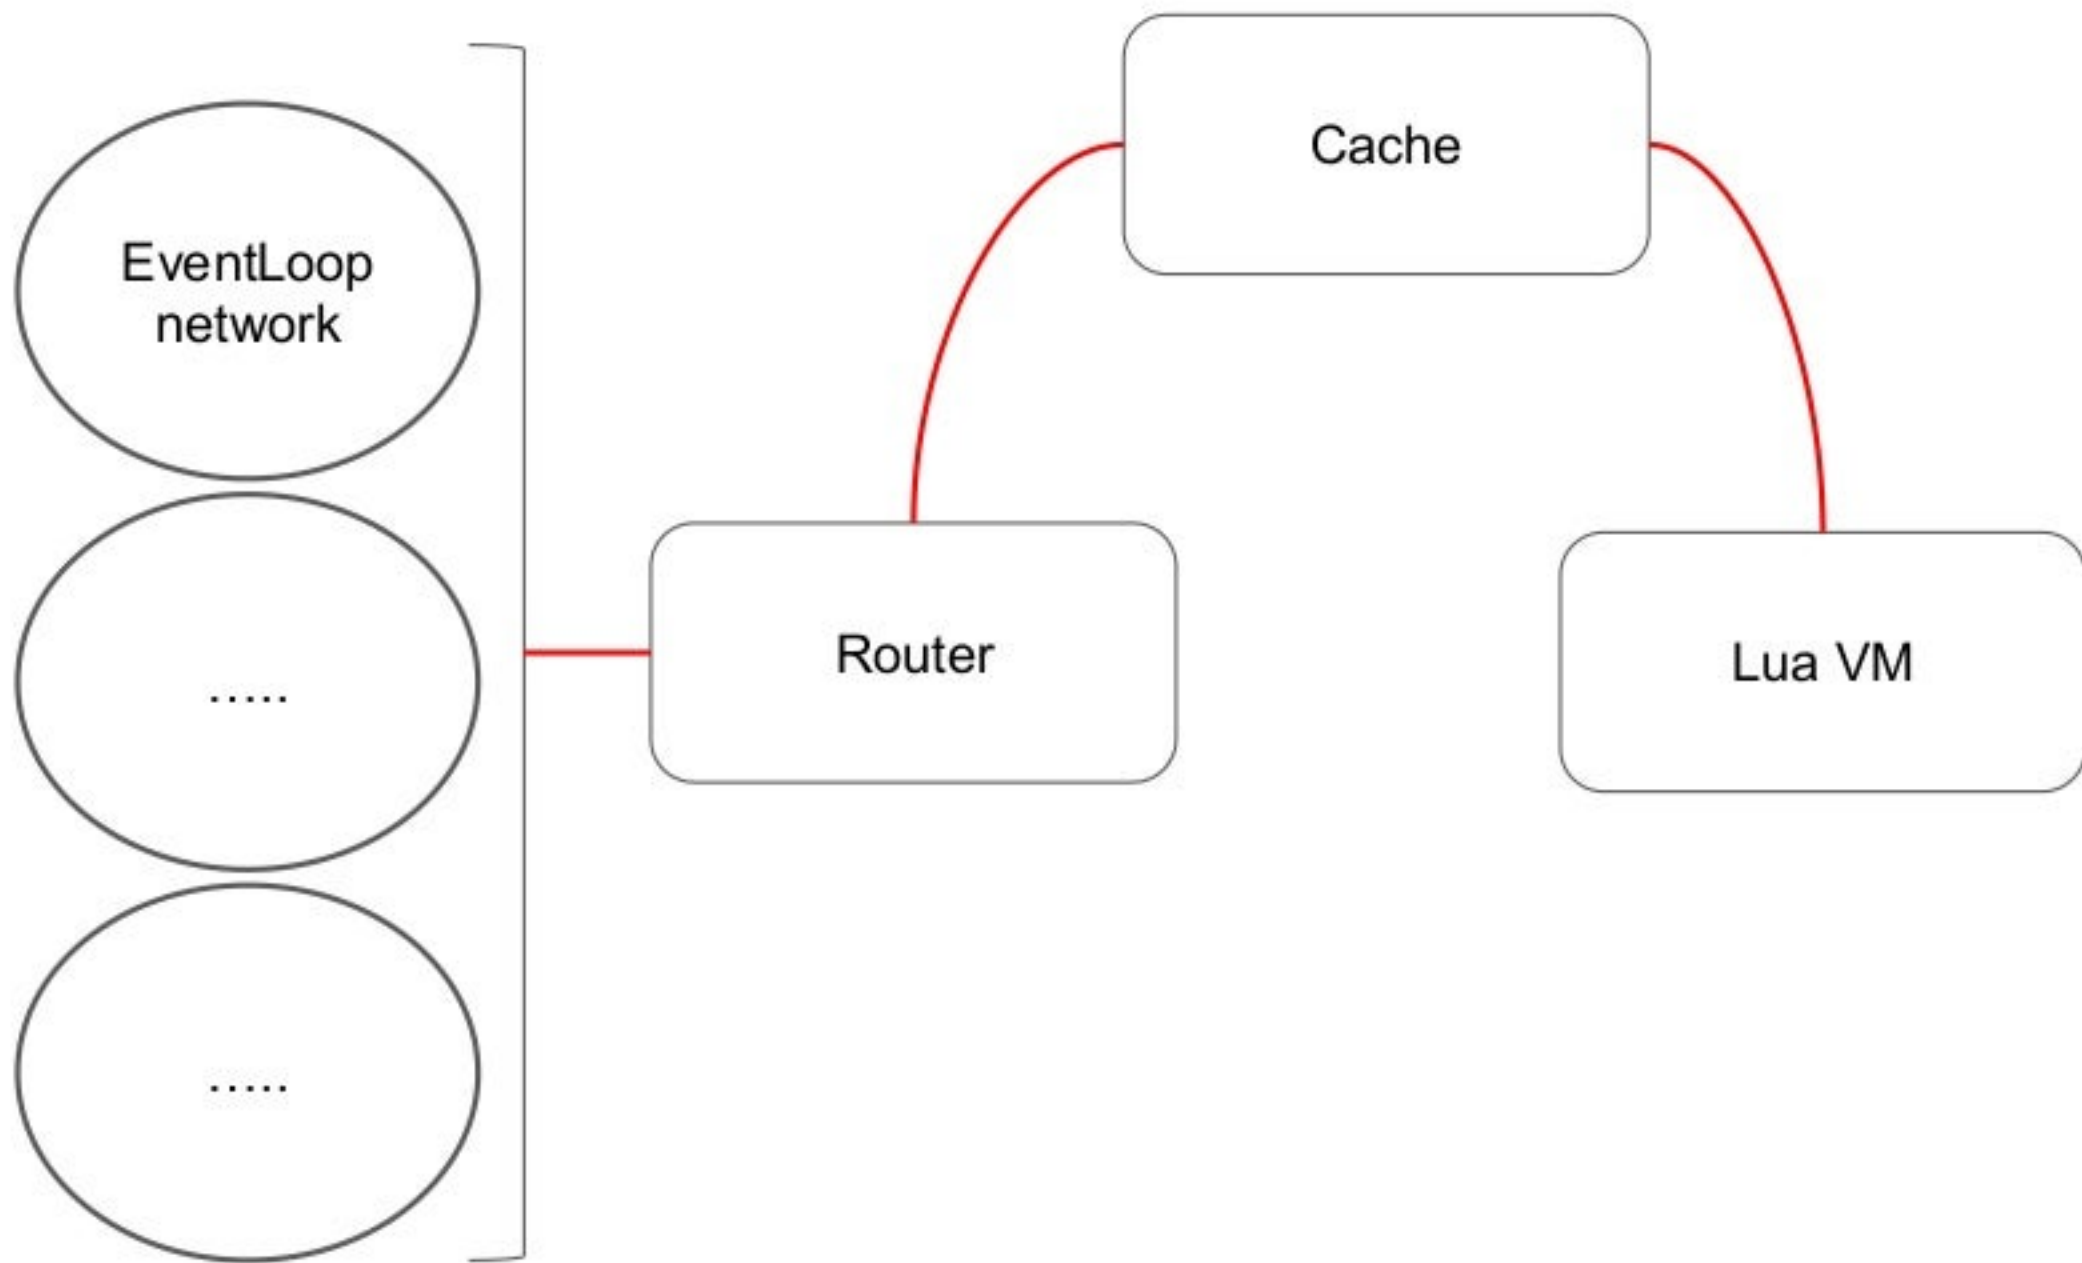 Cache
EventLoop
network
Router
Lua VM
.....
.....